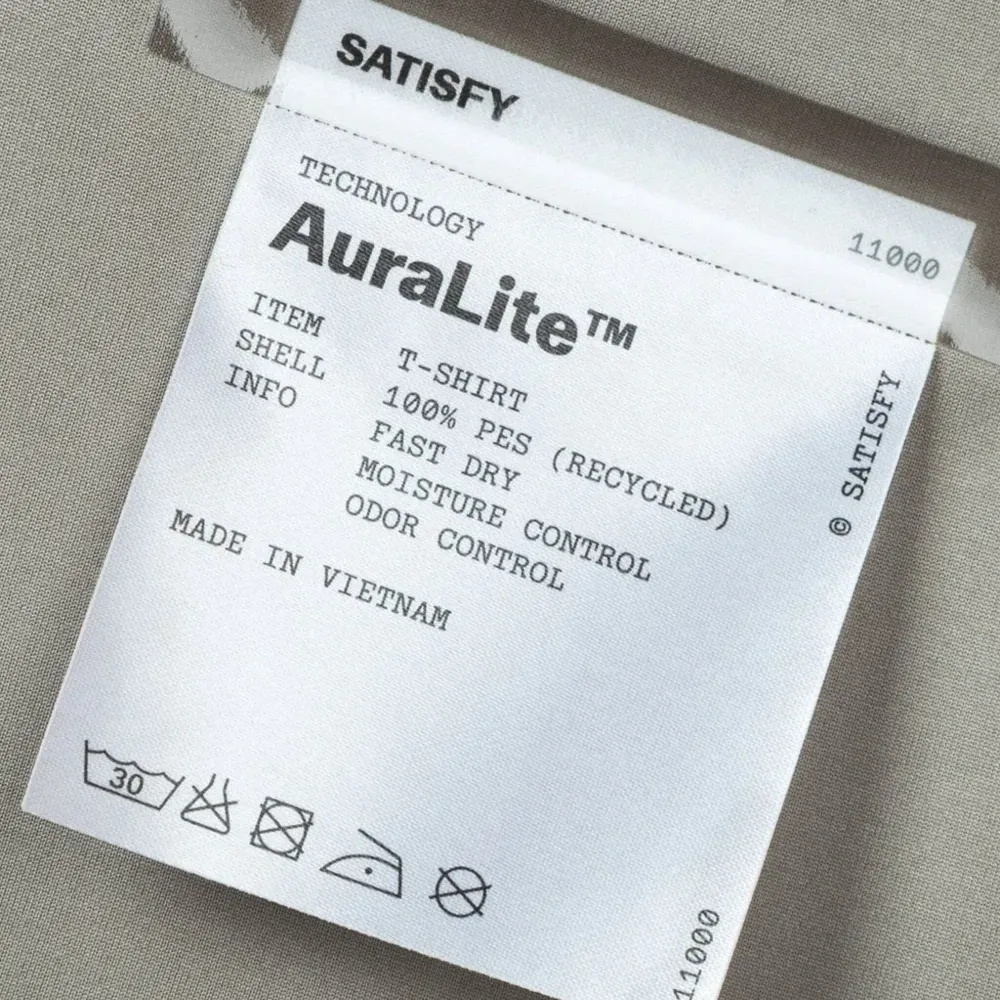 SATISFY
11000
TECHNOLOGY
AuraLite™
ITEM T-SHIRT
SHELL 100% PES (RECYCLED)
INFO FAST DRY
MOISTURE CONTROL
ODOR CONTROL
MADE IN VIETNAM
© SATISFY
30
11000